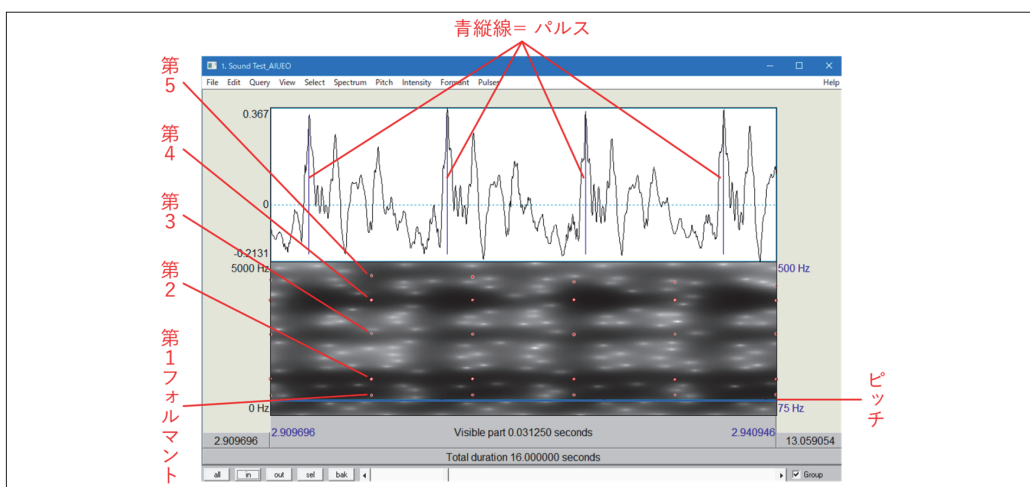 青縦線＝ パルス
第5
第4
第3
第2
第1フォルマント
ピッチ
1. Sound Test_AIUEO
File Edit Query View Select Spectrum Pitch Intensity Formant Pulses Help
0.367
0
-0.2131
5000 Hz
500 Hz
0 Hz
75 Hz
2.909696 Visible part 0.031250 seconds 2.940946
2.909696 13.059054
Total duration 16.000000 seconds
all in out sel bak Group